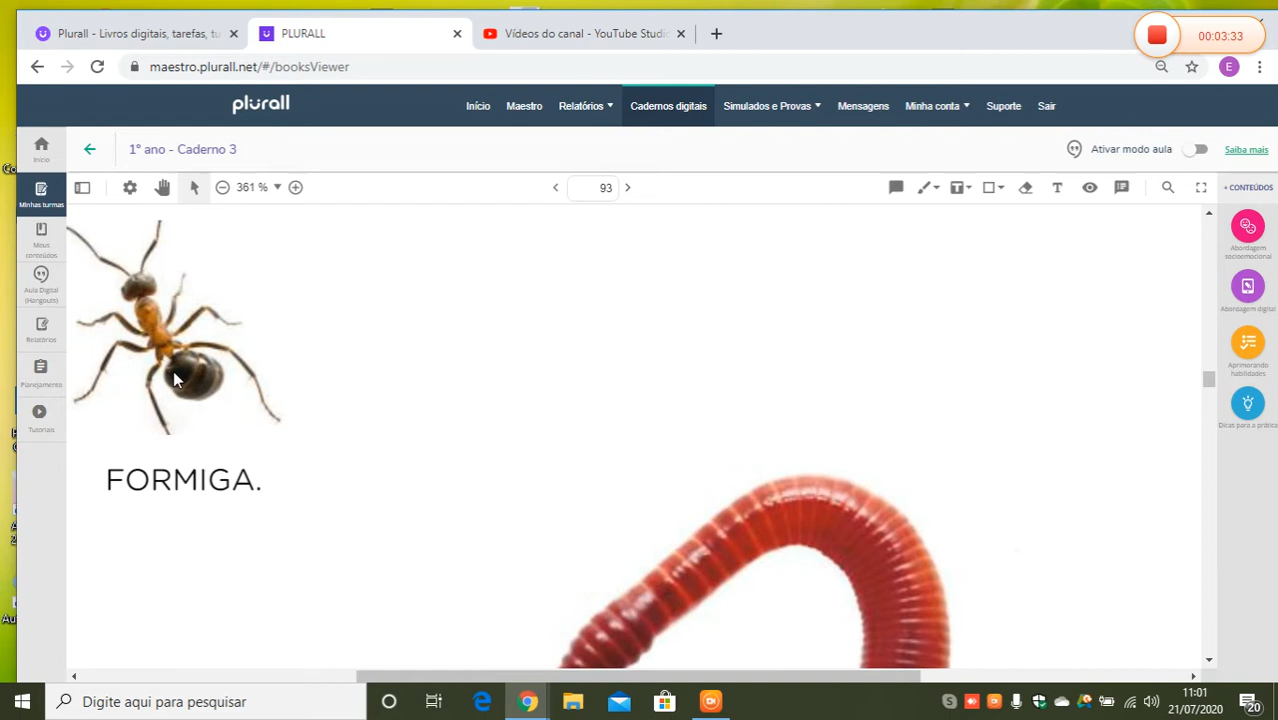 Plurall - Livros digitais, tarefas, tu
PLURALL
Vídeos do canal - YouTube Studio
00:03:33
maestro.plurall.net/#/booksViewer
E
plurall
Início
Maestro
Relatórios
Cadernos digitais
Simulados e Provas
Mensagens
Minha conta
Suporte
Sair
Início
1º ano - Caderno 3
Ativar modo aula
Saiba mais
Minhas turmas
361 %
93
+ CONTEÚDOS
Meus conteúdos
Aula Digital (Hangouts)
Relatórios
Planejamento
Tutoriais
Abordagem socioemocional
Abordagem digital
Aprimorando habilidades
Dicas para a prática
FORMIGA.
Digite aqui para pesquisar
11:01
21/07/2020
20